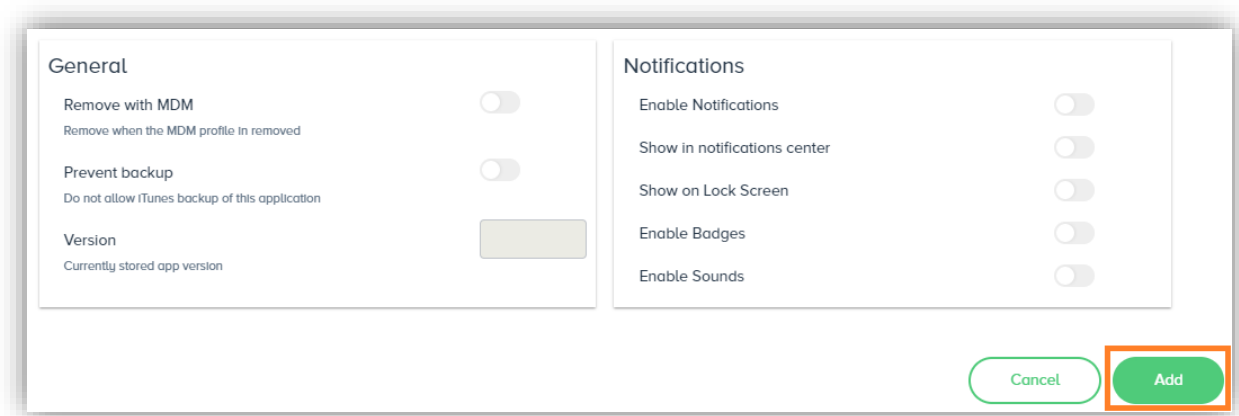 General
Remove with MDM
Remove when the MDM profile in removed
Prevent backup
Do not allow iTunes backup of this application
Version
Currently stored app version
Notifications
Enable Notifications
Show in notifications center
Show on Lock Screen
Enable Badges
Enable Sounds
Cancel
Add